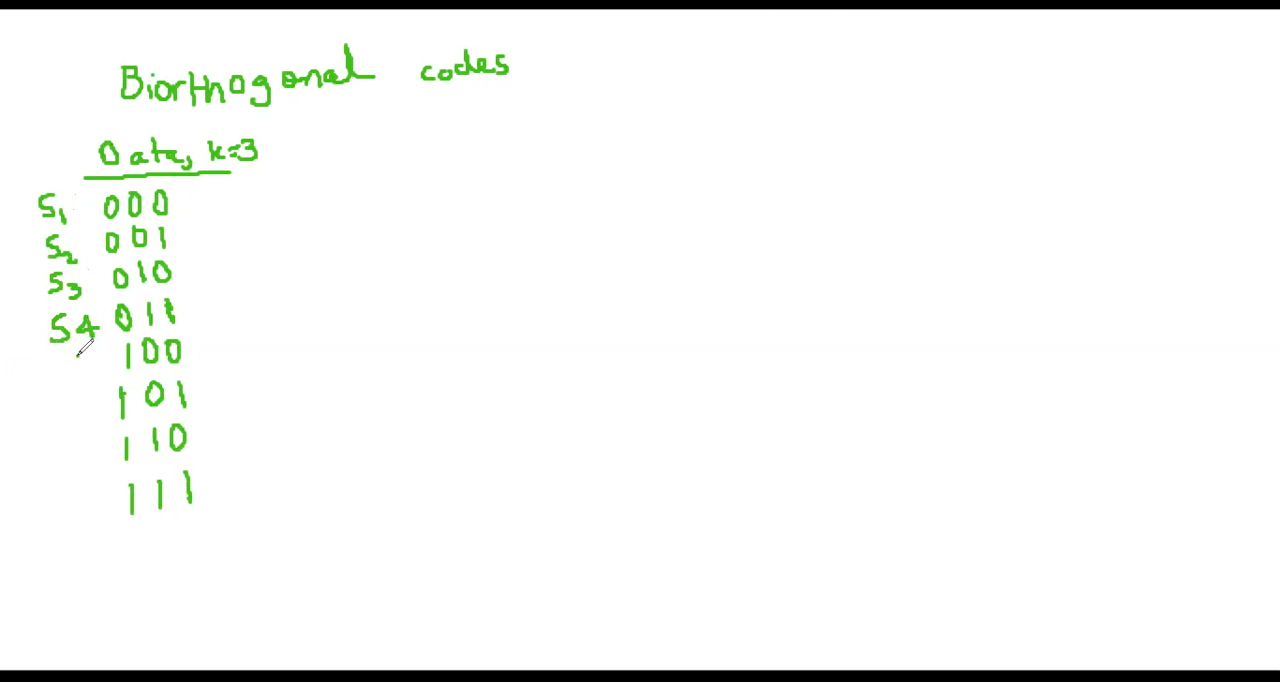 Biorthogonal codes
Data, k=3
S1 000
S2 001
S3 010
S4 011
100
101
110
111